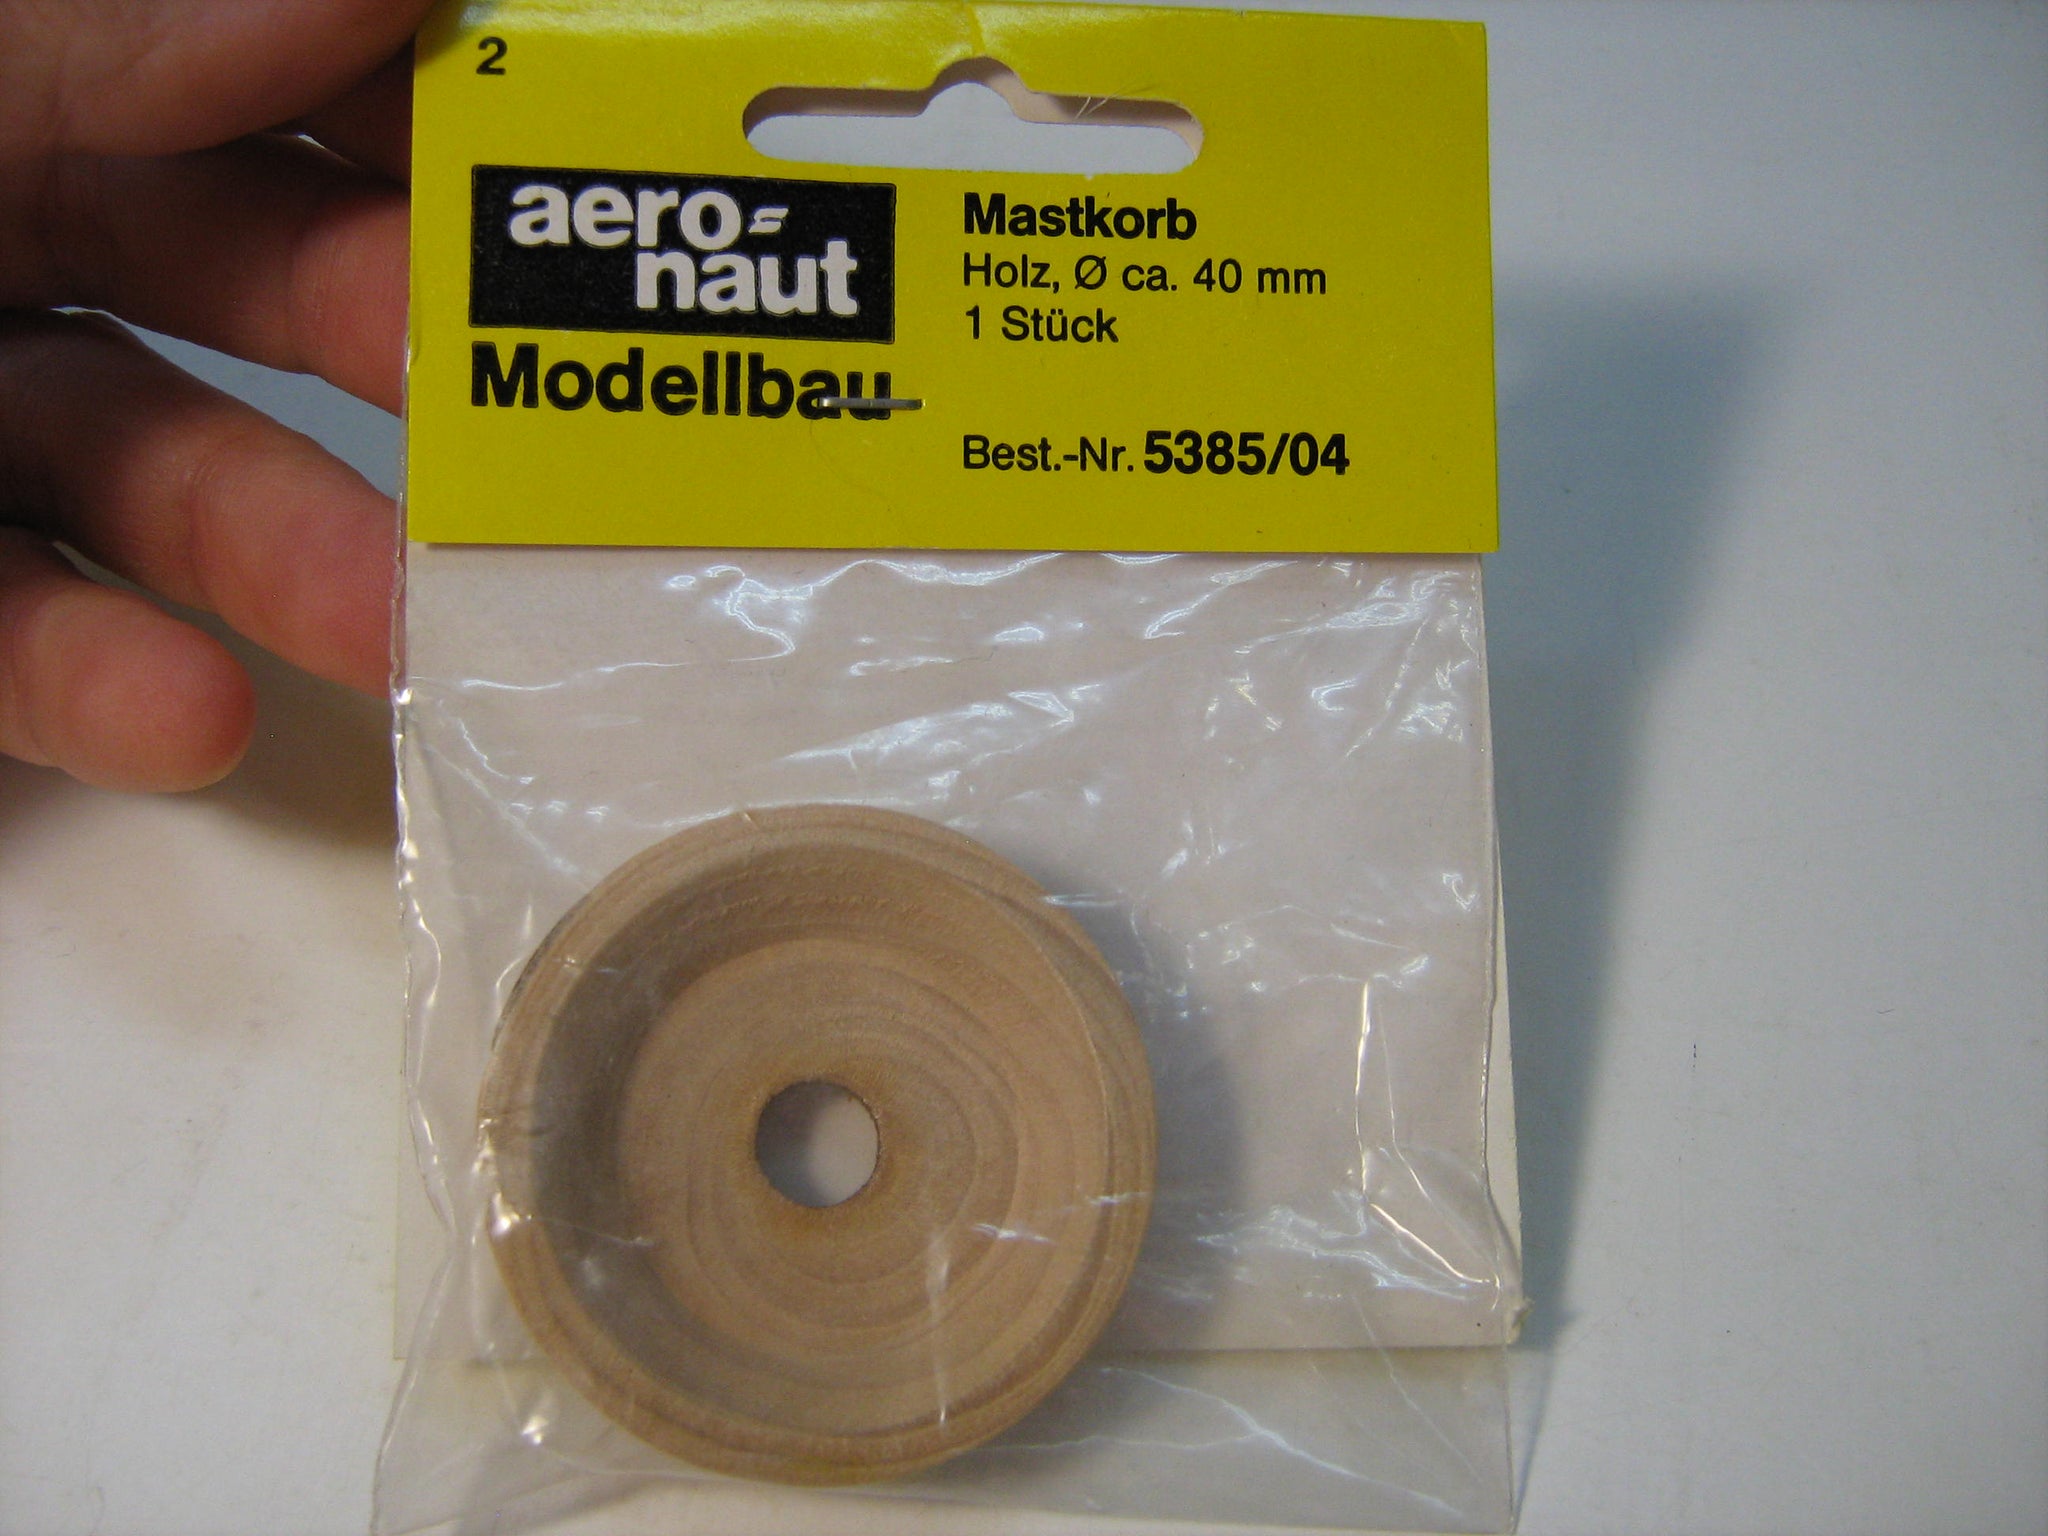 2
aero=
naut
Modellbau
Mastkorb
Holz, Ø ca. 40 mm
1 Stück
Best.-Nr. 5385/04